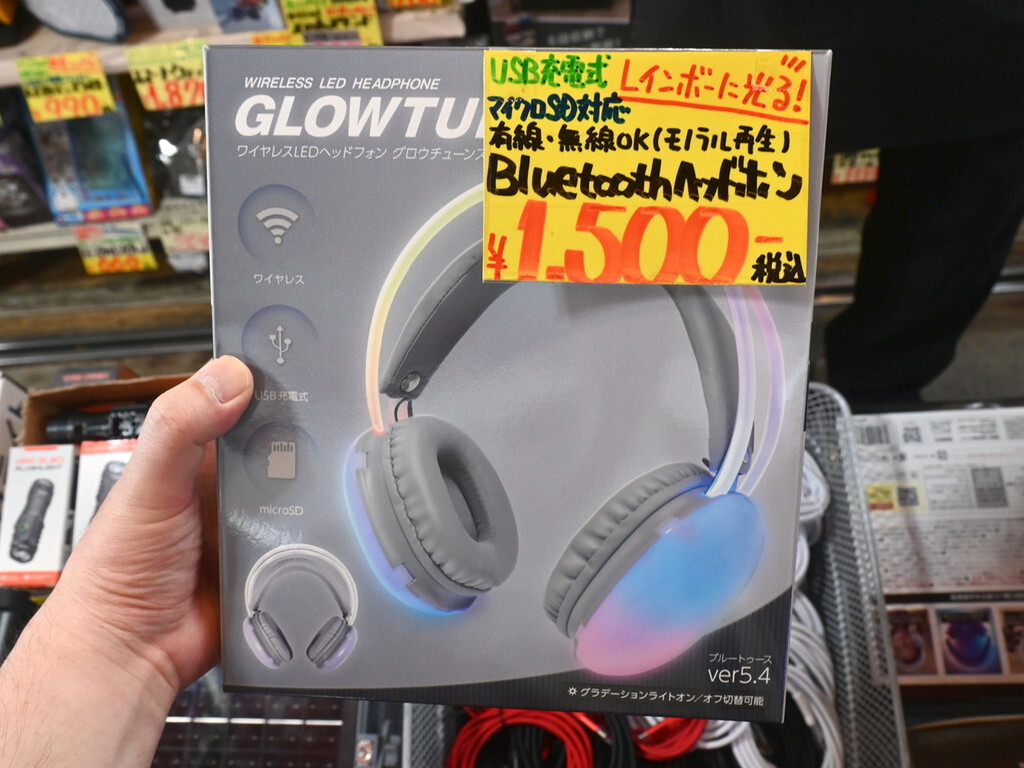 WIRELESS LED HEADPHONE
GLOWTU
ワイヤレスLEDヘッドフォン グロウチューンズ
USB充電式 Lインボーに光る!
マイクロSD対応
有線・無線OK(モノラル再生)
Bluetoothヘッドホン
¥1,500-
税込
ワイヤレス
USB充電式
microSD
ブルートゥース
ver5.4
グラデーションライトオン/オフ切替可能
990